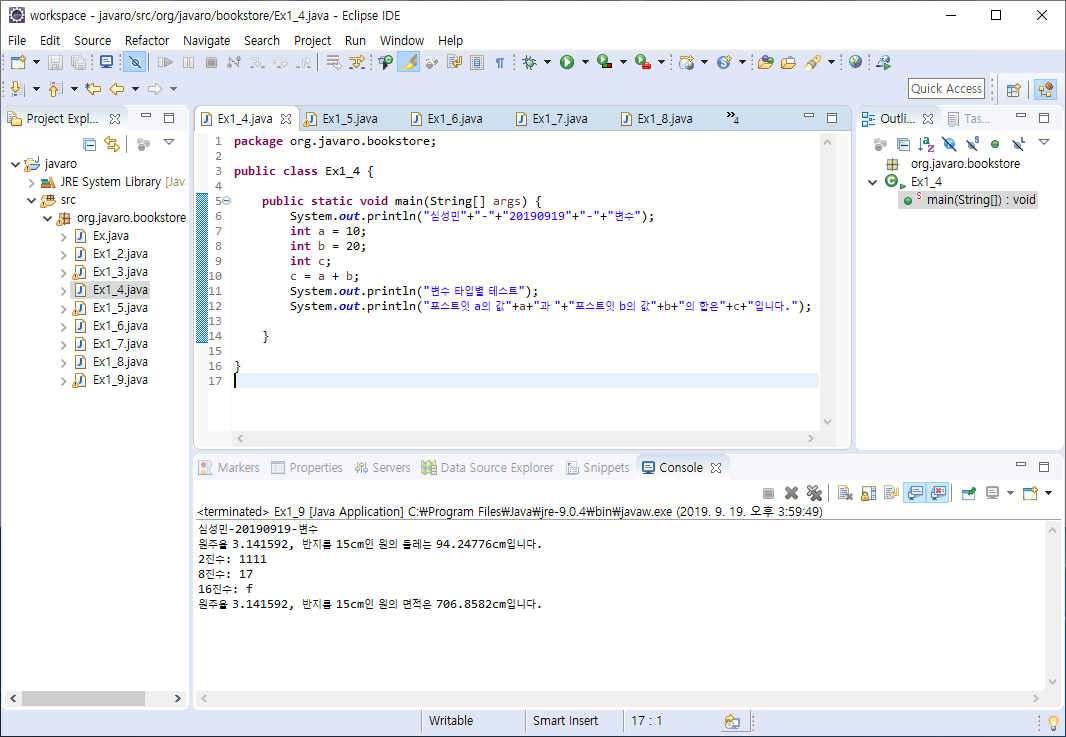 workspace - javaro/src/org/javaro/bookstore/Ex1_4.java - Eclipse IDE
File Edit Source Refactor Navigate Search Project Run Window Help
Quick Access
Project Expl...
javaro
JRE System Library [Jav
src
org.javaro.bookstore
Ex.java
Ex1_2.java
Ex1_3.java
Ex1_4.java
Ex1_5.java
Ex1_6.java
Ex1_7.java
Ex1_8.java
Ex1_9.java
Ex1_4.java Ex1_5.java Ex1_6.java Ex1_7.java Ex1_8.java »4
1 package org.javaro.bookstore;
2
3 public class Ex1_4 {
4
5 public static void main(String[] args) {
6 System.out.println("심성민"+"-"+"20190919"+"-"+"변수");
7 int a = 10;
8 int b = 20;
9 int c;
10 c = a + b;
11 System.out.println("변수 타입별 테스트");
12 System.out.println("포스트잇 a의 값"+a+"과 "+"포스트잇 b의 값"+b+"의 합은"+c+"입니다.");
13
14 }
15
16 }
17
Outli... Tas...
org.javaro.bookstore
Ex1_4
main(String[]) : void
Markers Properties Servers Data Source Explorer Snippets Console
<terminated> Ex1_9 [Java Application] C:₩Program Files₩Java₩jre-9.0.4₩bin₩javaw.exe (2019. 9. 19. 오후 3:59:49)
심성민-20190919-변수
원주율 3.141592, 반지름 15cm인 원의 둘레는 94.24776cm입니다.
2진수: 1111
8진수: 17
16진수: f
원주율 3.141592, 반지름 15cm인 원의 면적은 706.8582cm입니다.
Writable Smart Insert 17 : 1